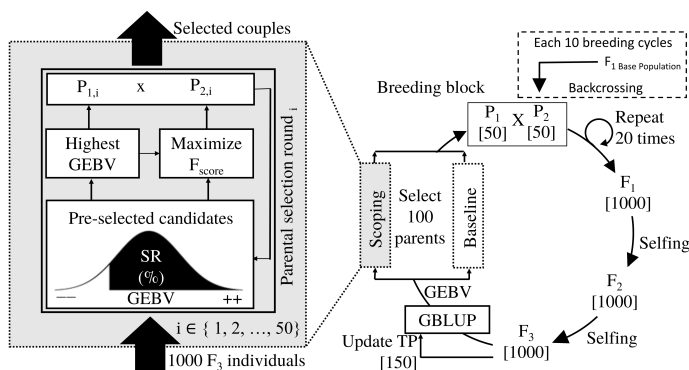 Selected couples
P1,i x P2,i
Highest GEBV
Maximize Fscore
Parental selection round i
Pre-selected candidates
SR (%)
−− GEBV ++
i ∈ { 1, 2, …, 50}
1000 F3 individuals
Each 10 breeding cycles
F1 Base Population
Backcrossing
Breeding block
P1 X P2
[50] [50]
Repeat
20 times
F1
[1000]
Selfing
F2
[1000]
Selfing
F3
[1000]
Scoping
Select
100
parents
Baseline
GEBV
GBLUP
Update TP
[150]